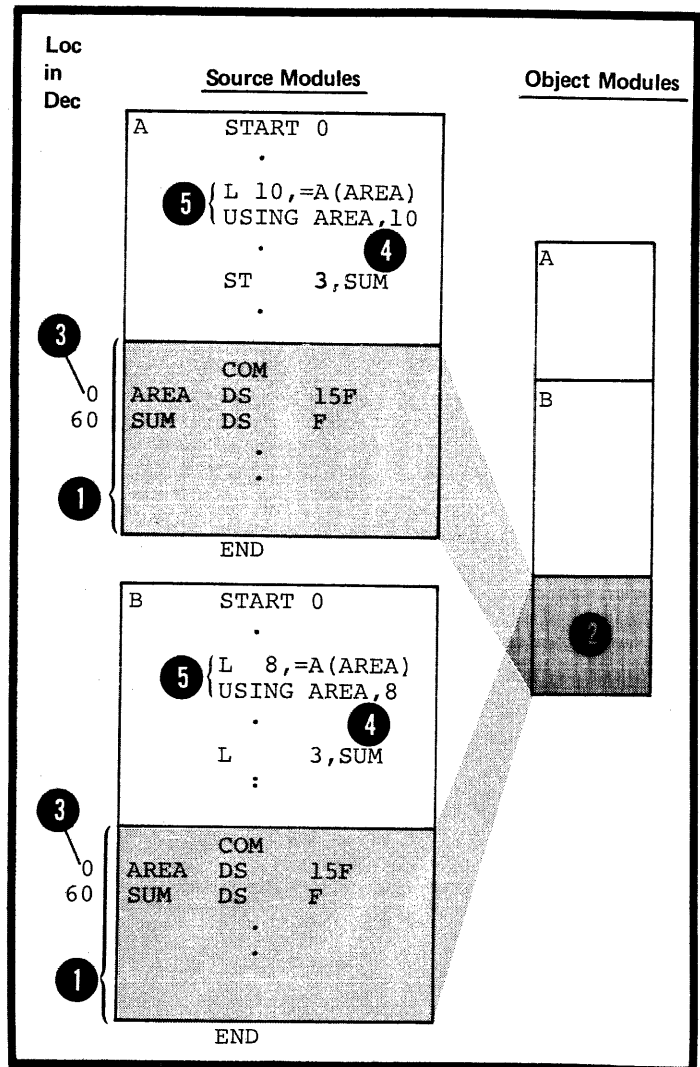 Loc
in
Dec
Source Modules
Object Modules
A START 0
.
5 { L 10,=A(AREA)
USING AREA,10
.
4
ST 3,SUM
.
3
COM
0 AREA DS 15F
60 SUM DS F
.
.
1
END
B START 0
.
5 { L 8,=A(AREA)
USING AREA,8
.
4
L 3,SUM
:
3
COM
0 AREA DS 15F
60 SUM DS F
.
.
1
END
A
B
2